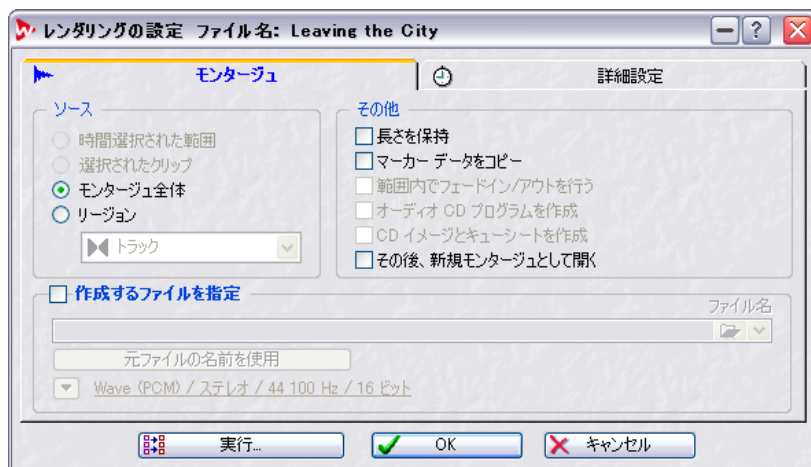 レンダリングの設定 ファイル名: Leaving the City
モンタージュ
詳細設定
ソース
時間選択された範囲
選択されたクリップ
モンタージュ全体
リージョン
トラック
その他
長さを保持
マーカー データをコピー
範囲内でフェードイン/アウトを行う
オーディオ CD プログラムを作成
CD イメージとキューシートを作成
その後、新規モンタージュとして開く
作成するファイルを指定
ファイル名
元ファイルの名前を使用
Wave (PCM) / ステレオ / 44 100 Hz / 16 ビット
実行...
OK
キャンセル